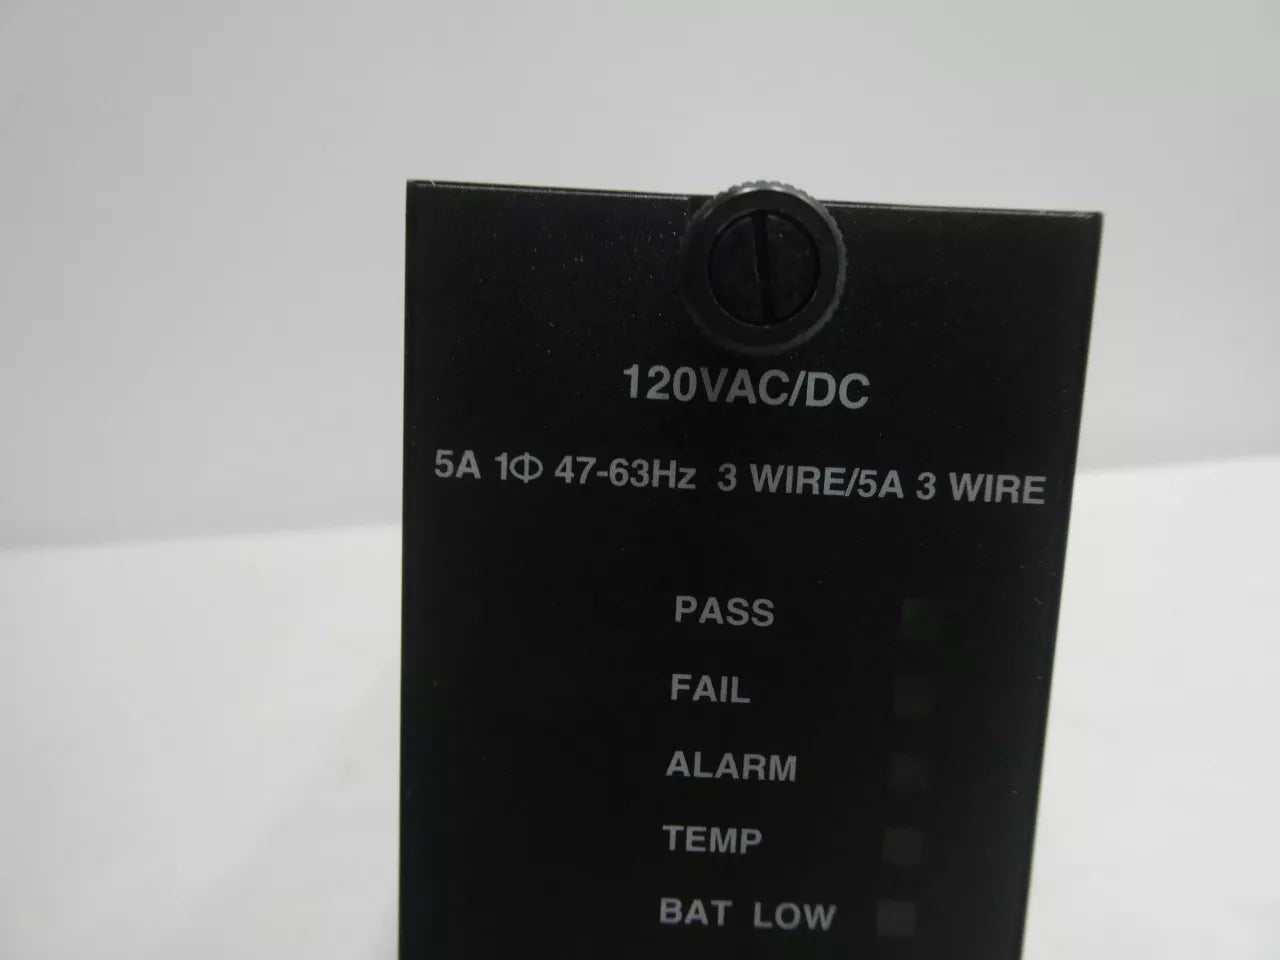 120VAC/DC
5A 1Φ 47-63Hz 3 WIRE/5A 3 WIRE
PASS
FAIL
ALARM
TEMP
BAT LOW